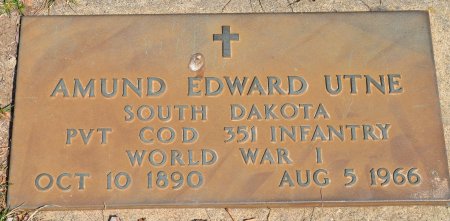 AMUND EDWARD UTNE
SOUTH DAKOTA
PVT CO D 351 INFANTRY
WORLD WAR I
OCT 10 1890 AUG 5 1966